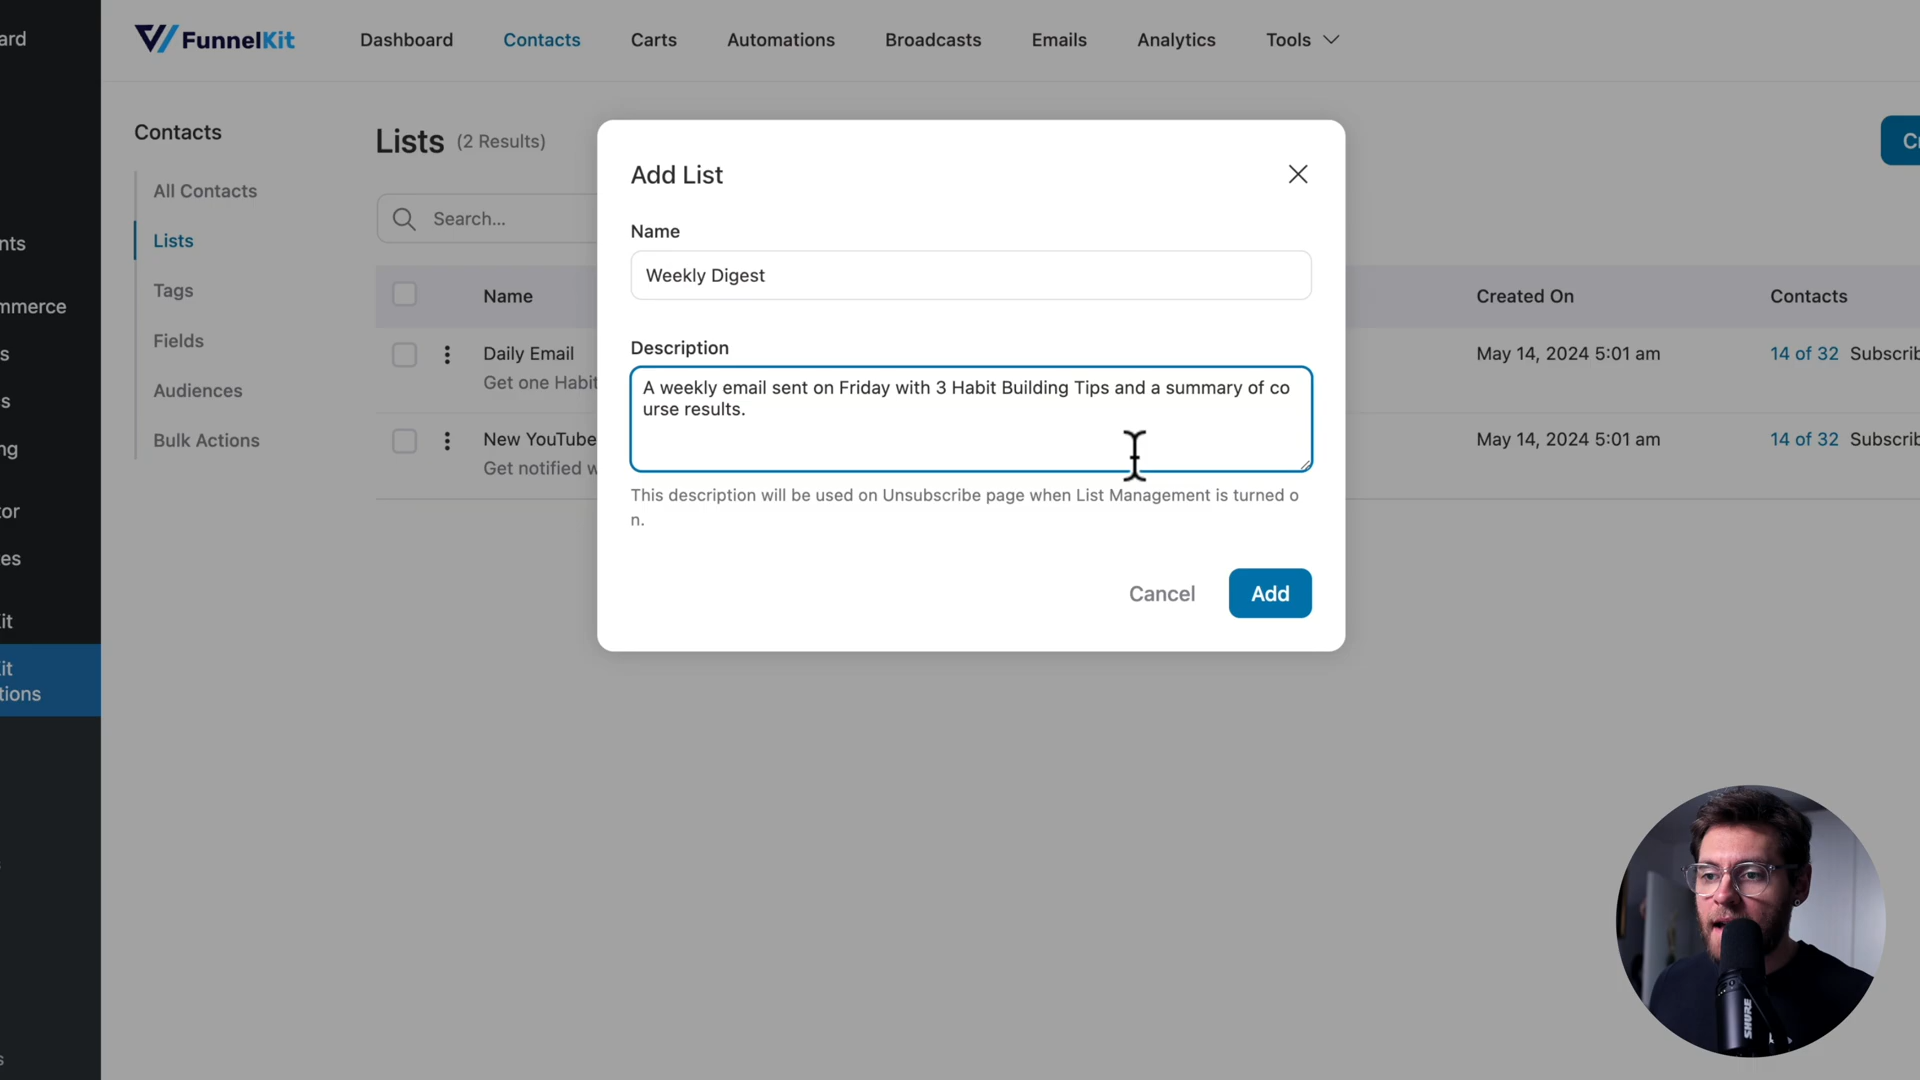 ard
FunnelKit
Dashboard
Contacts
Carts
Automations
Broadcasts
Emails
Analytics
Tools
Contacts
All Contacts
Lists
Tags
Fields
Audiences
Bulk Actions
Lists (2 Results)
Cr
Search...
Name
Created On
Contacts
Daily Email
Get one Habit
May 14, 2024 5:01 am
14 of 32 Subscrib
New YouTube
Get notified w
May 14, 2024 5:01 am
14 of 32 Subscrib
Add List
Name
Weekly Digest
Description
A weekly email sent on Friday with 3 Habit Building Tips and a summary of co
urse results.
This description will be used on Unsubscribe page when List Management is turned o
n.
Cancel
Add
nts
mmerce
s
s
ng
tor
es
it
it
tions
s
SHURE